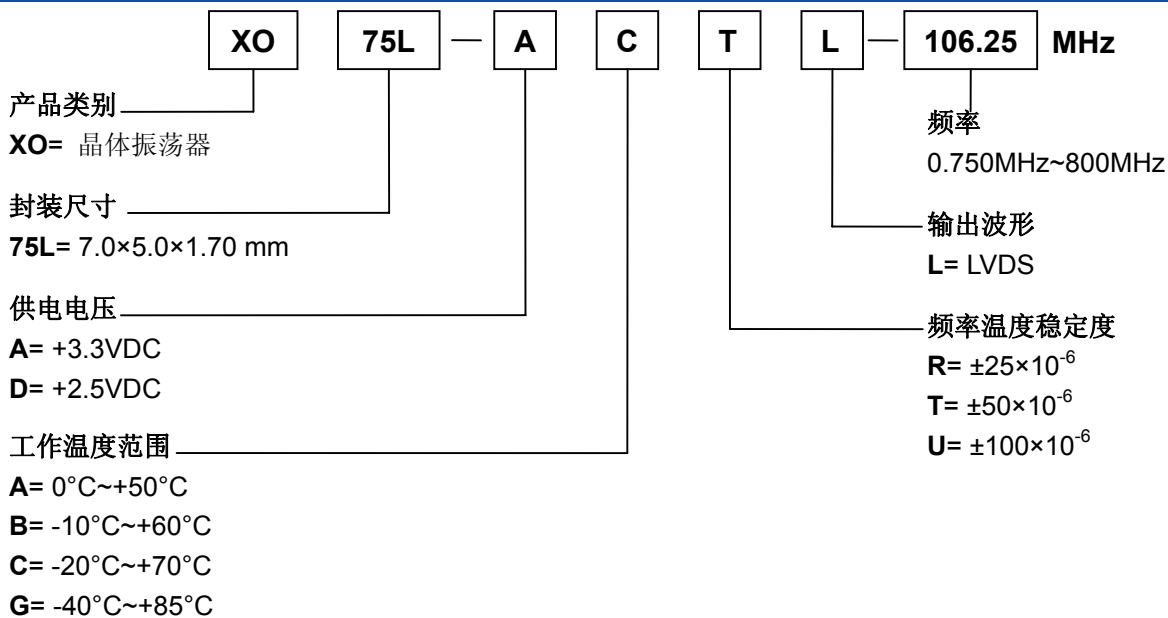 XO 75L — A C T L — 106.25 MHz
产品类别
XO= 晶体振荡器
封装尺寸
75L= 7.0×5.0×1.70 mm
供电电压
A= +3.3VDC
D= +2.5VDC
工作温度范围
A= 0°C~+50°C
B= -10°C~+60°C
C= -20°C~+70°C
G= -40°C~+85°C
频率
0.750MHz~800MHz
输出波形
L= LVDS
频率温度稳定度
R= ±25×10⁻⁶
T= ±50×10⁻⁶
U= ±100×10⁻⁶